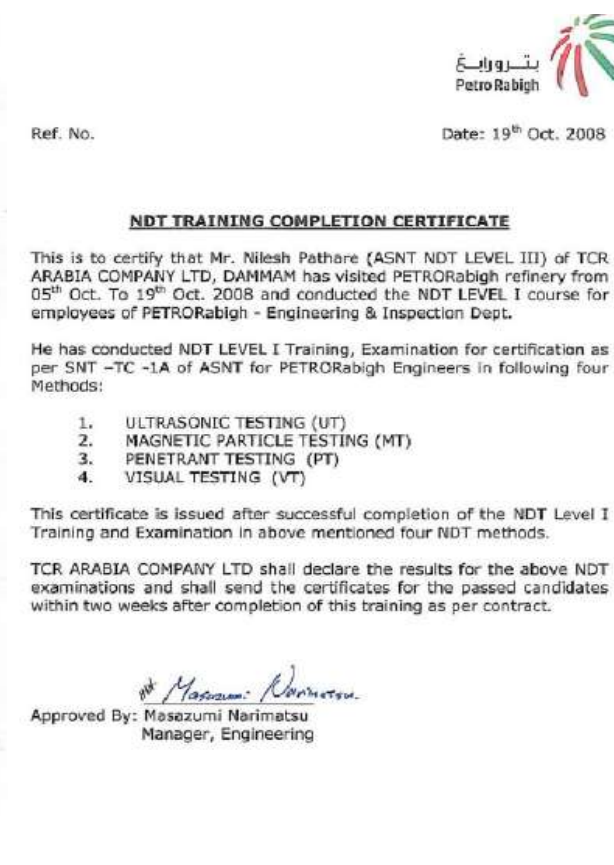 بترورابغ
Petro Rabigh
Ref. No.
Date: 19th Oct. 2008
NDT TRAINING COMPLETION CERTIFICATE
This is to certify that Mr. Nilesh Pathare (ASNT NDT LEVEL III) of TCR
ARABIA COMPANY LTD, DAMMAM has visited PETRORabigh refinery from
05th Oct. To 19th Oct. 2008 and conducted the NDT LEVEL I course for
employees of PETRORabigh - Engineering & Inspection Dept.
He has conducted NDT LEVEL I Training, Examination for certification as
per SNT –TC -1A of ASNT for PETRORabigh Engineers in following four
Methods:
1. ULTRASONIC TESTING (UT)
2. MAGNETIC PARTICLE TESTING (MT)
3. PENETRANT TESTING (PT)
4. VISUAL TESTING (VT)
This certificate is issued after successful completion of the NDT Level I
Training and Examination in above mentioned four NDT methods.
TCR ARABIA COMPANY LTD shall declare the results for the above NDT
examinations and shall send the certificates for the passed candidates
within two weeks after completion of this training as per contract.
Masazumi Narimatsu
Approved By: Masazumi Narimatsu
Manager, Engineering